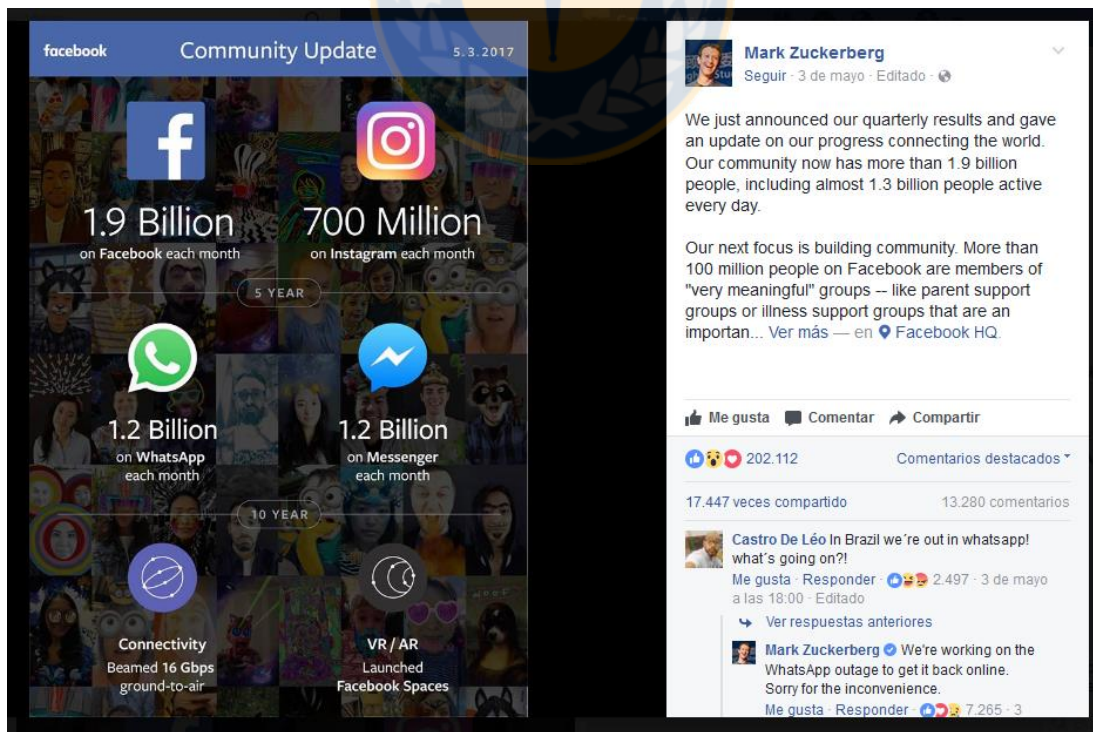 facebook Community Update 5.3.2017
1.9 Billion
on Facebook each month
700 Million
on Instagram each month
5 YEAR
1.2 Billion
on WhatsApp
each month
1.2 Billion
on Messenger
each month
10 YEAR
Connectivity
Beamed 16 Gbps
ground-to-air
VR / AR
Launched
Facebook Spaces
Mark Zuckerberg
Seguir · 3 de mayo · Editado ·
We just announced our quarterly results and gave
an update on our progress connecting the world.
Our community now has more than 1.9 billion
people, including almost 1.3 billion people active
every day.
Our next focus is building community. More than
100 million people on Facebook are members of
"very meaningful" groups -- like parent support
groups or illness support groups that are an
importan... Ver más — en Facebook HQ.
Me gusta Comentar Compartir
202.112 Comentarios destacados
17.447 veces compartido 13.280 comentarios
Castro De Léo In Brazil we´re out in whatsapp!
what´s going on?!
Me gusta · Responder · 2.497 · 3 de mayo
a las 18:00 · Editado
Ver respuestas anteriores
Mark Zuckerberg We're working on the
WhatsApp outage to get it back online.
Sorry for the inconvenience.
Me gusta · Responder · 7.265 · 3